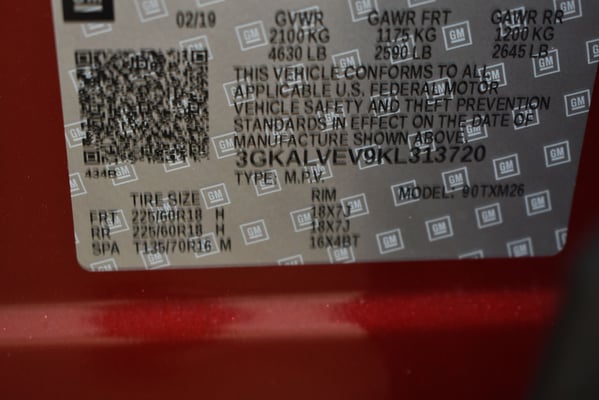 GM
02/19 GVWR GAWR FRT GAWR RR
2100 KG 1175 KG 1200 KG
4630 LB 2590 LB 2645 LB
THIS VEHICLE CONFORMS TO ALL
APPLICABLE U.S. FEDERAL MOTOR
VEHICLE SAFETY AND THEFT PREVENTION
STANDARDS IN EFFECT ON THE DATE OF
MANUFACTURE SHOWN ABOVE.
3GKALVEV9KL313720
TYPE: M.P.V.
TIRE SIZE RIM MODEL: 90TXM26
FRT 225/60R18 H 18X7J
RR 225/60R18 H 18X7J
SPA T135/70R16 M 16X4BT